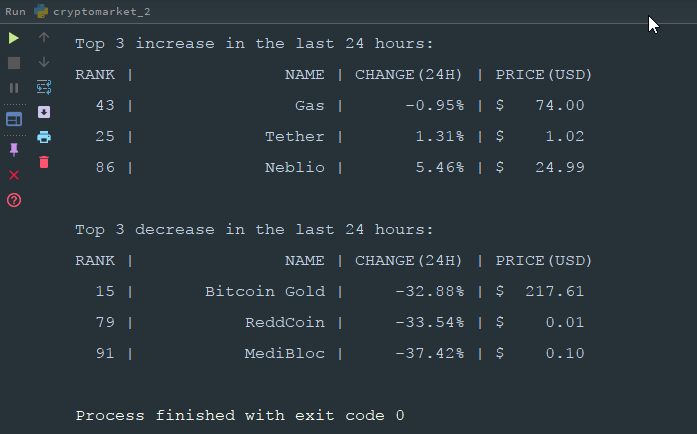 Run cryptomarket_2
Top 3 increase in the last 24 hours:
RANK | NAME | CHANGE(24H) | PRICE(USD)
43 | Gas | -0.95% | $ 74.00
25 | Tether | 1.31% | $ 1.02
86 | Neblio | 5.46% | $ 24.99
Top 3 decrease in the last 24 hours:
RANK | NAME | CHANGE(24H) | PRICE(USD)
15 | Bitcoin Gold | -32.88% | $ 217.61
79 | ReddCoin | -33.54% | $ 0.01
91 | MediBloc | -37.42% | $ 0.10
Process finished with exit code 0